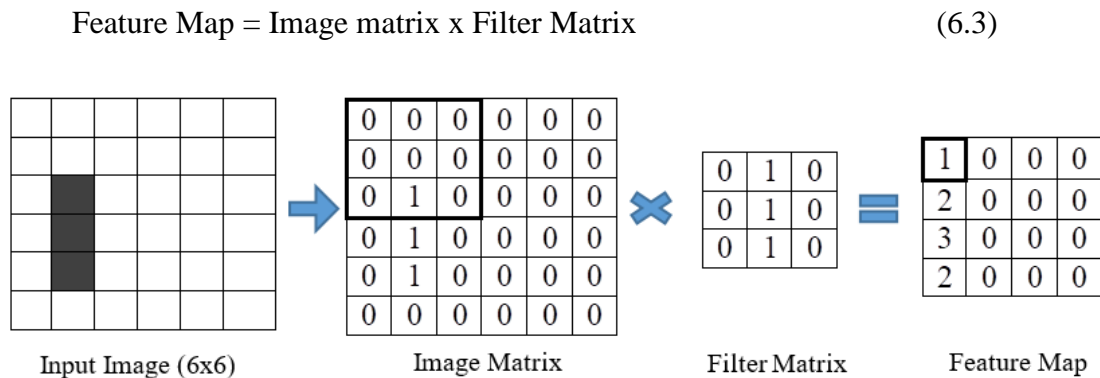 Feature Map = Image matrix x Filter Matrix (6.3)
0 0 0 0 0 0
0 0 0 0 0 0
0 1 0 0 0 0
0 1 0 0 0 0
0 1 0 0 0 0
0 0 0 0 0 0
0 1 0
0 1 0
0 1 0
1 0 0 0
2 0 0 0
3 0 0 0
2 0 0 0
Input Image (6x6)
Image Matrix
Filter Matrix
Feature Map